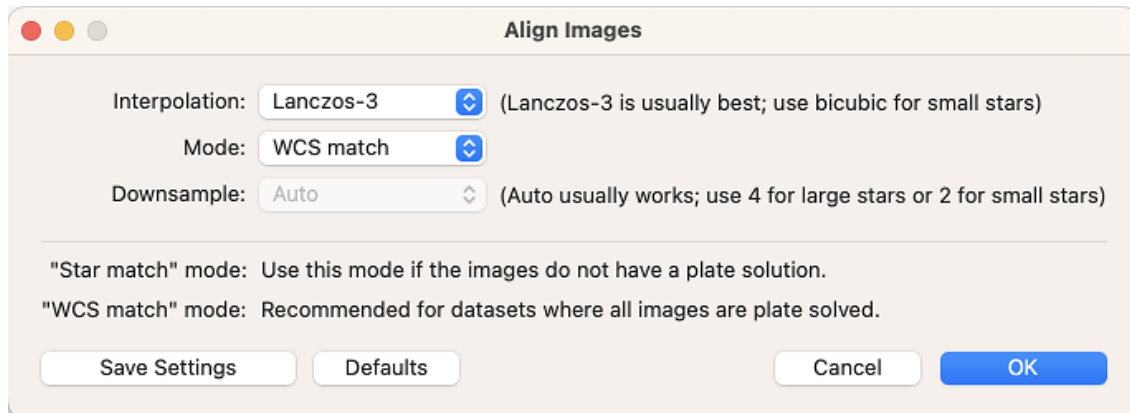 Align Images
Interpolation: Lanczos-3 (Lanczos-3 is usually best; use bicubic for small stars)
Mode: WCS match
Downsample: Auto (Auto usually works; use 4 for large stars or 2 for small stars)
"Star match" mode: Use this mode if the images do not have a plate solution.
"WCS match" mode: Recommended for datasets where all images are plate solved.
Save Settings Defaults Cancel OK